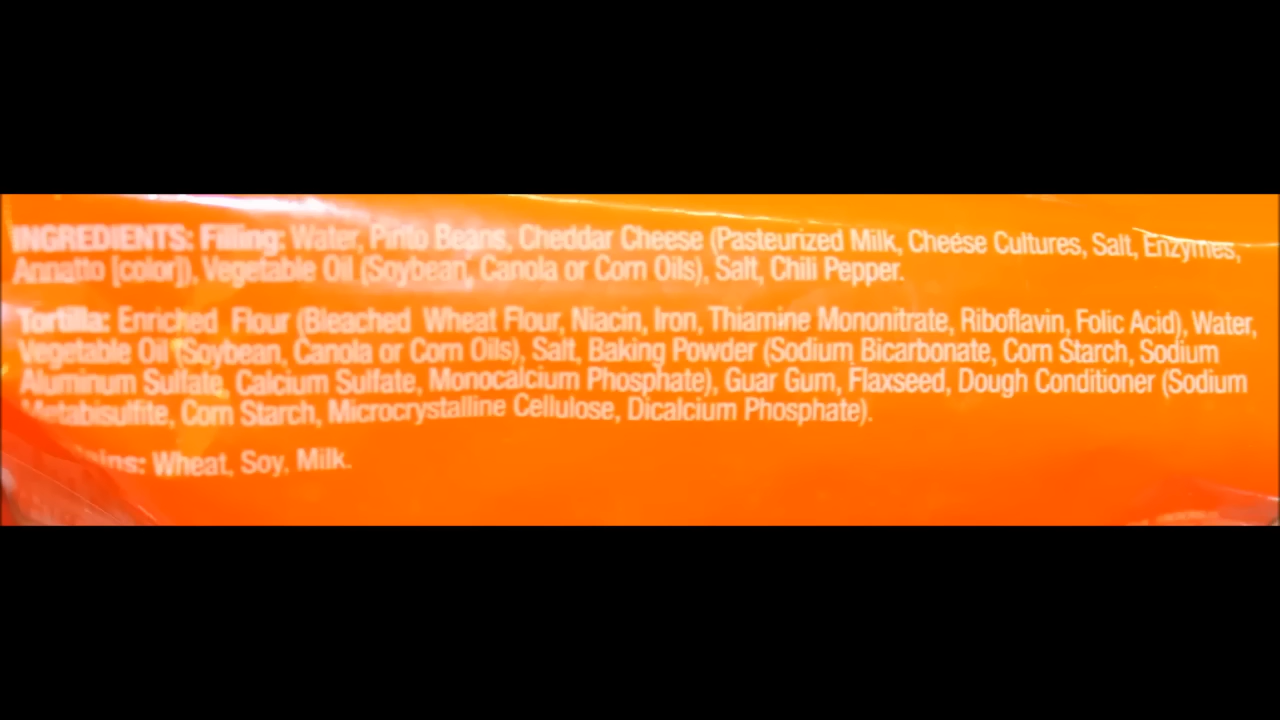 INGREDIENTS: Filling: Water, Pinto Beans, Cheddar Cheese (Pasteurized Milk, Cheese Cultures, Salt, Enzymes,
Annatto [color]), Vegetable Oil (Soybean, Canola or Corn Oils), Salt, Chili Pepper.
Tortilla: Enriched Flour (Bleached Wheat Flour, Niacin, Iron, Thiamine Mononitrate, Riboflavin, Folic Acid), Water,
Vegetable Oil (Soybean, Canola or Corn Oils), Salt, Baking Powder (Sodium Bicarbonate, Corn Starch, Sodium
Aluminum Sulfate, Calcium Sulfate, Monocalcium Phosphate), Guar Gum, Flaxseed, Dough Conditioner (Sodium
Metabisulfite, Corn Starch, Microcrystalline Cellulose, Dicalcium Phosphate).
Wheat, Soy, Milk.